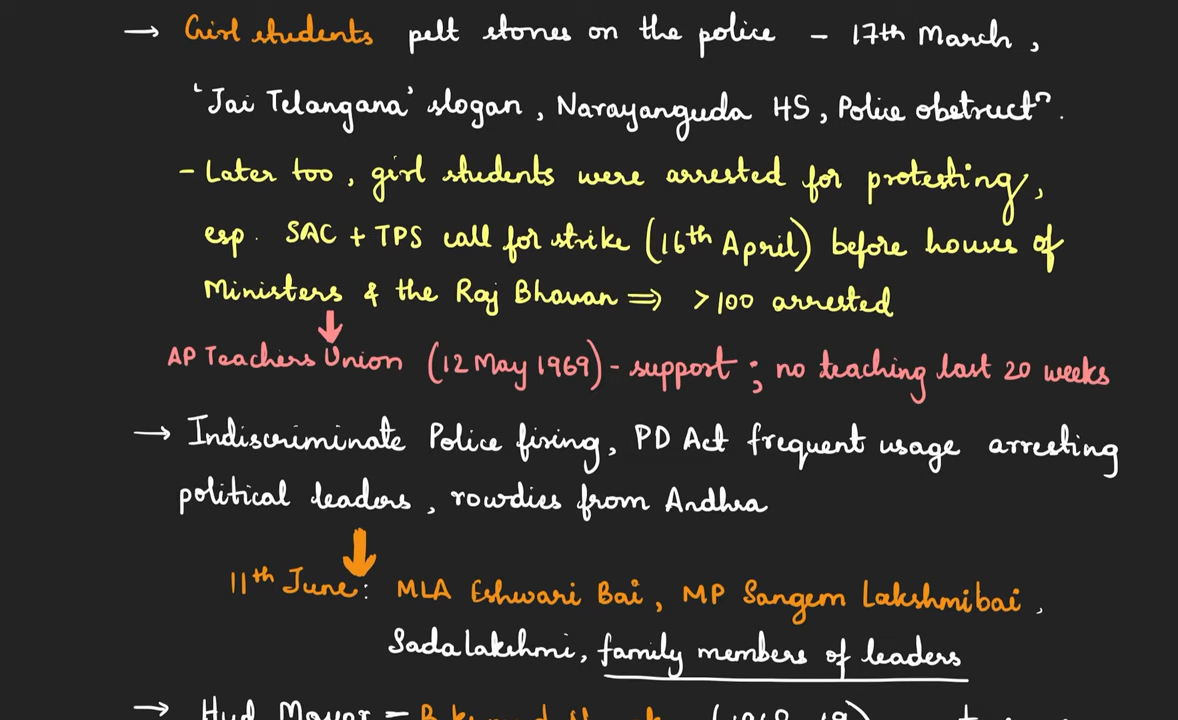 → Girl students pelt stones on the police - 17th March,
'Jai Telangana' slogan, Narayanguda HS, Police obstructⁿ.
- Later too, girl students were arrested for protesting,
esp. SAC + TPS call for strike (16th April) before houses of
Ministers & the Raj Bhavan ⇒ >100 arrested
↓
AP Teachers Union (12 May 1969) - support; no teaching last 20 weeks
→ Indiscriminate Police firing, PD Act frequent usage arresting
political leaders, rowdies from Andhra
↓
11th June: MLA Eshwari Bai, MP Sangem Lakshmibai,
Sadalakshmi, family members of leaders
→ Hyd Mayor =